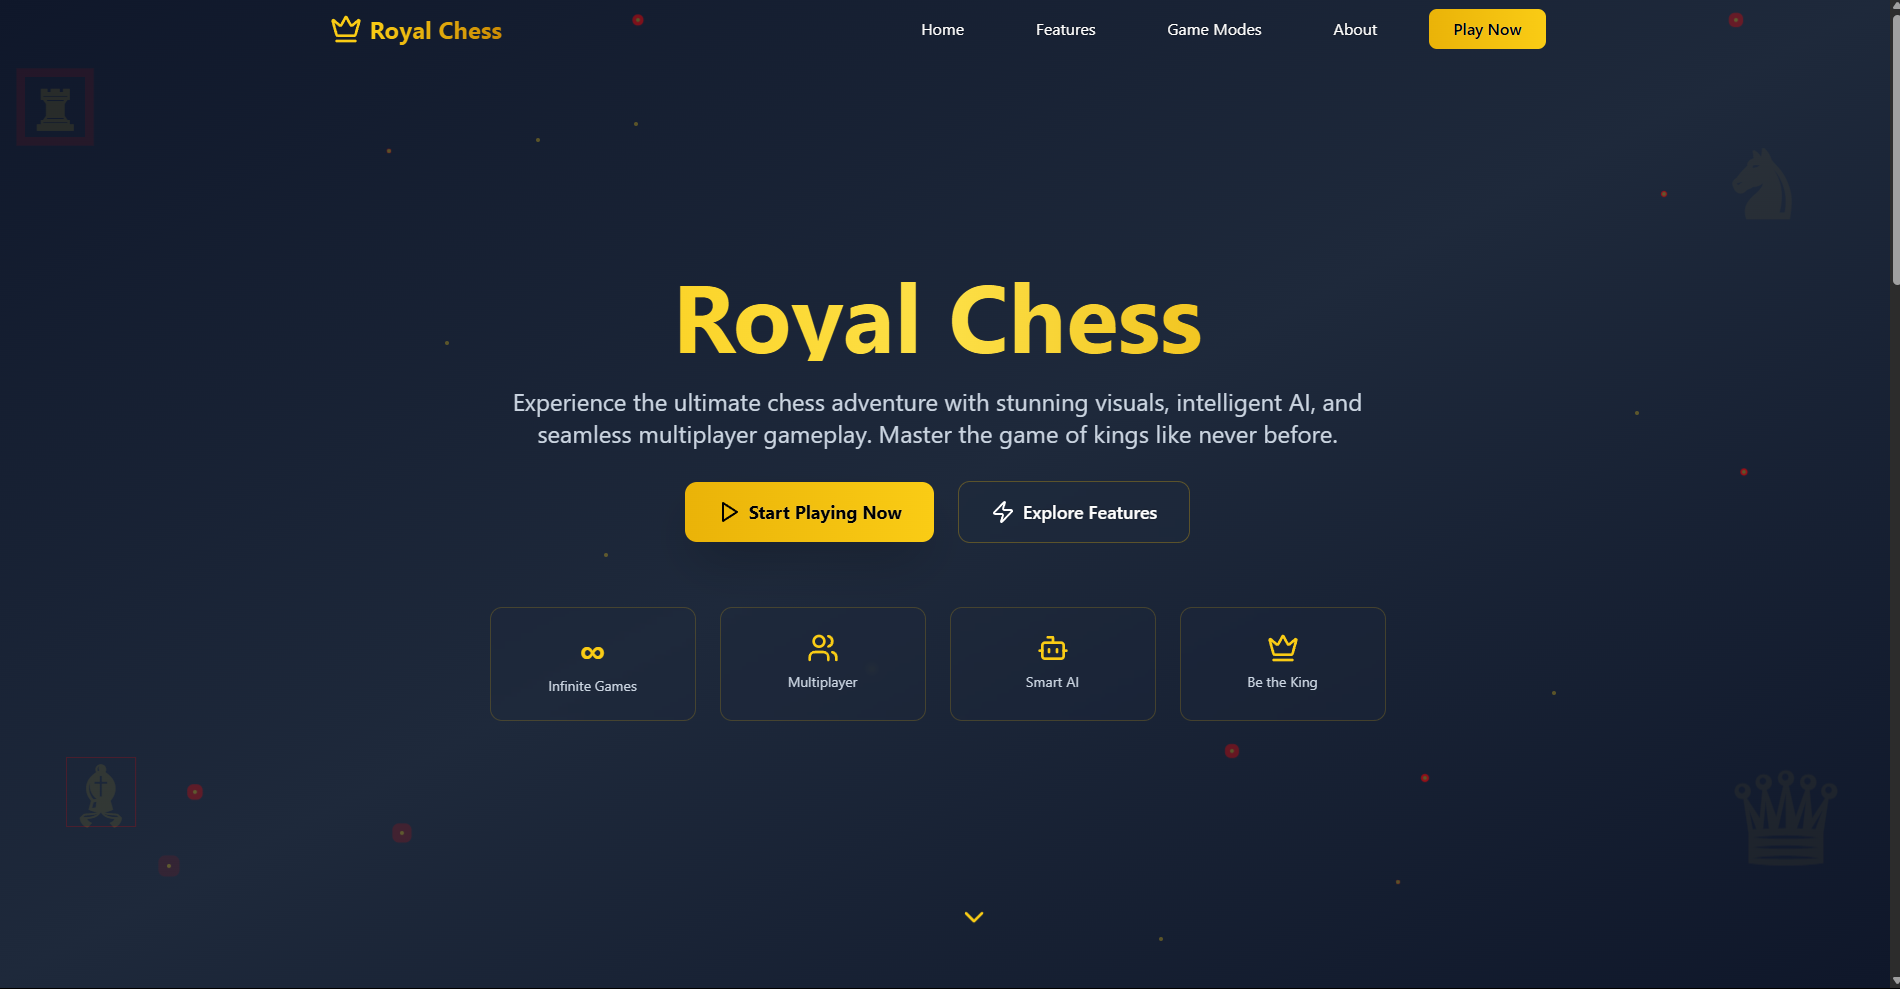 Royal Chess
Home
Features
Game Modes
About
Play Now
Royal Chess
Experience the ultimate chess adventure with stunning visuals, intelligent AI, and
seamless multiplayer gameplay. Master the game of kings like never before.
Start Playing Now
Explore Features
∞
Infinite Games
Multiplayer
Smart AI
Be the King